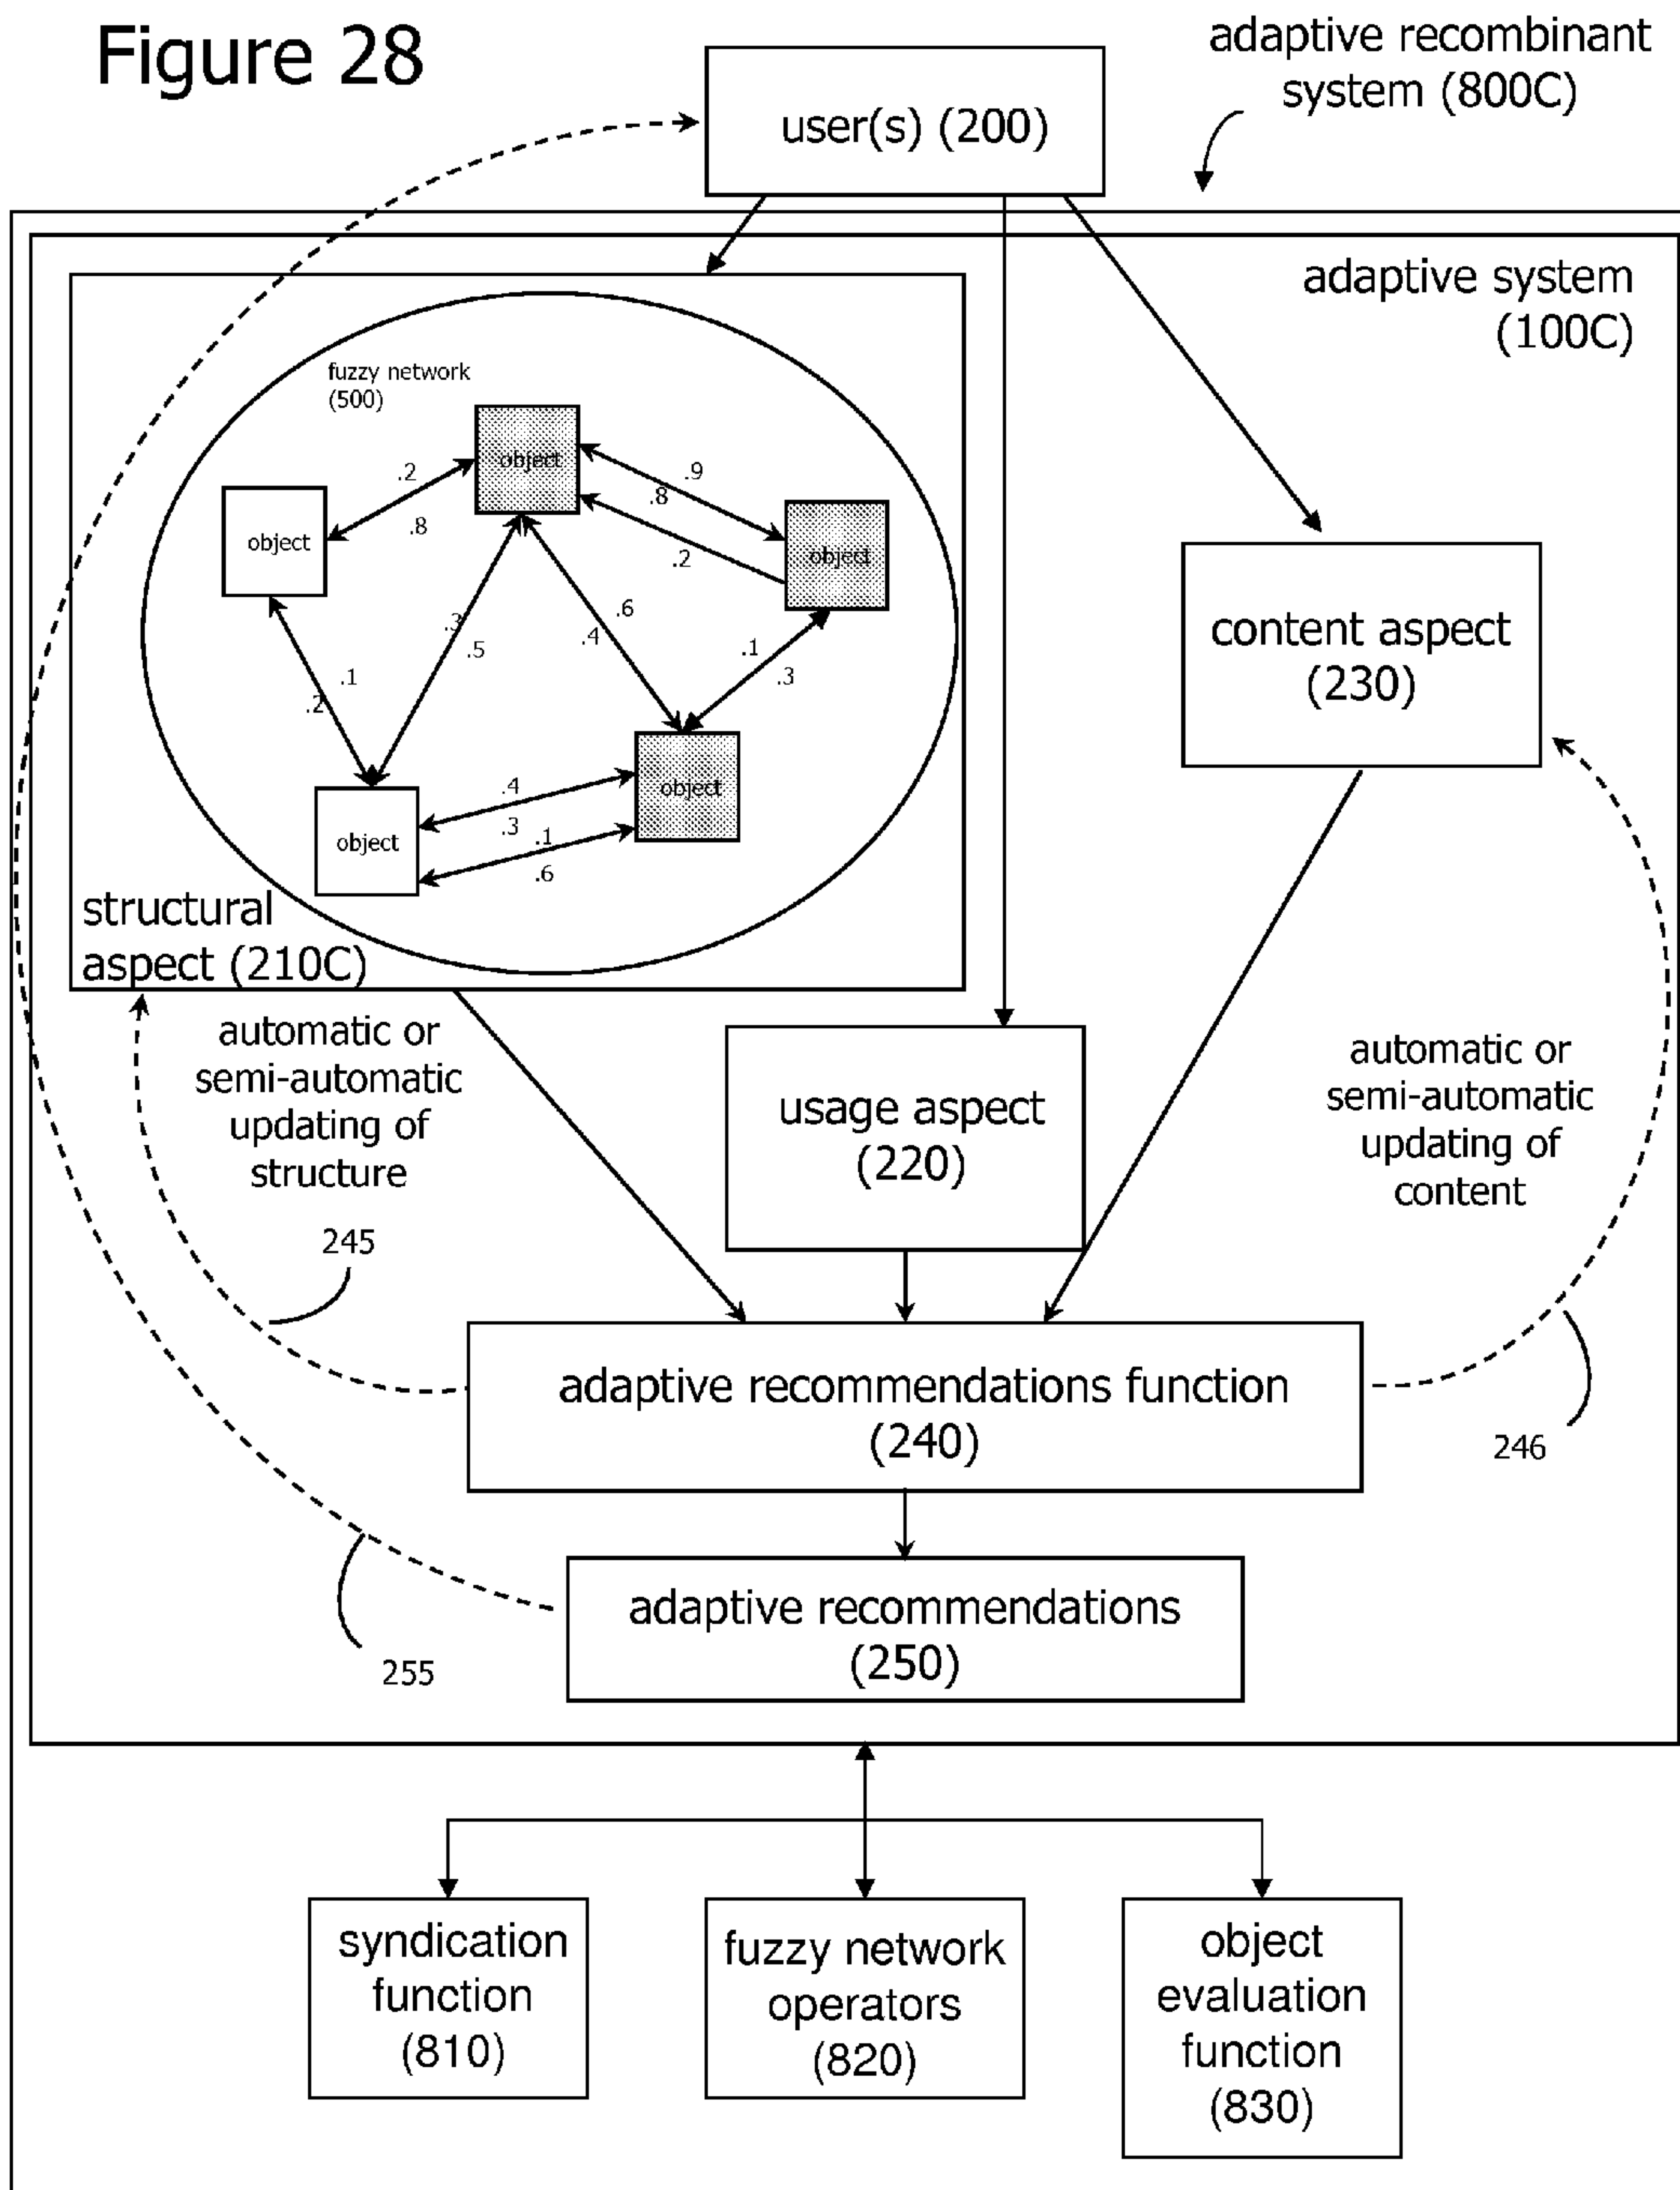 Figure 28
adaptive recombinant
system (800C)
user(s) (200)
adaptive system
(100C)
fuzzy network
(500)
object
.2
.8
object
.9
.8
.2
object
.3
.5
.6
.4
.1
.3
.1
.2
object
.4
.3
.1
.6
object
structural
aspect (210C)
content aspect
(230)
automatic or
semi-automatic
updating of
structure
245
usage aspect
(220)
automatic or
semi-automatic
updating of
content
246
adaptive recommendations function
(240)
adaptive recommendations
(250)
255
syndication
function
(810)
fuzzy network
operators
(820)
object
evaluation
function
(830)